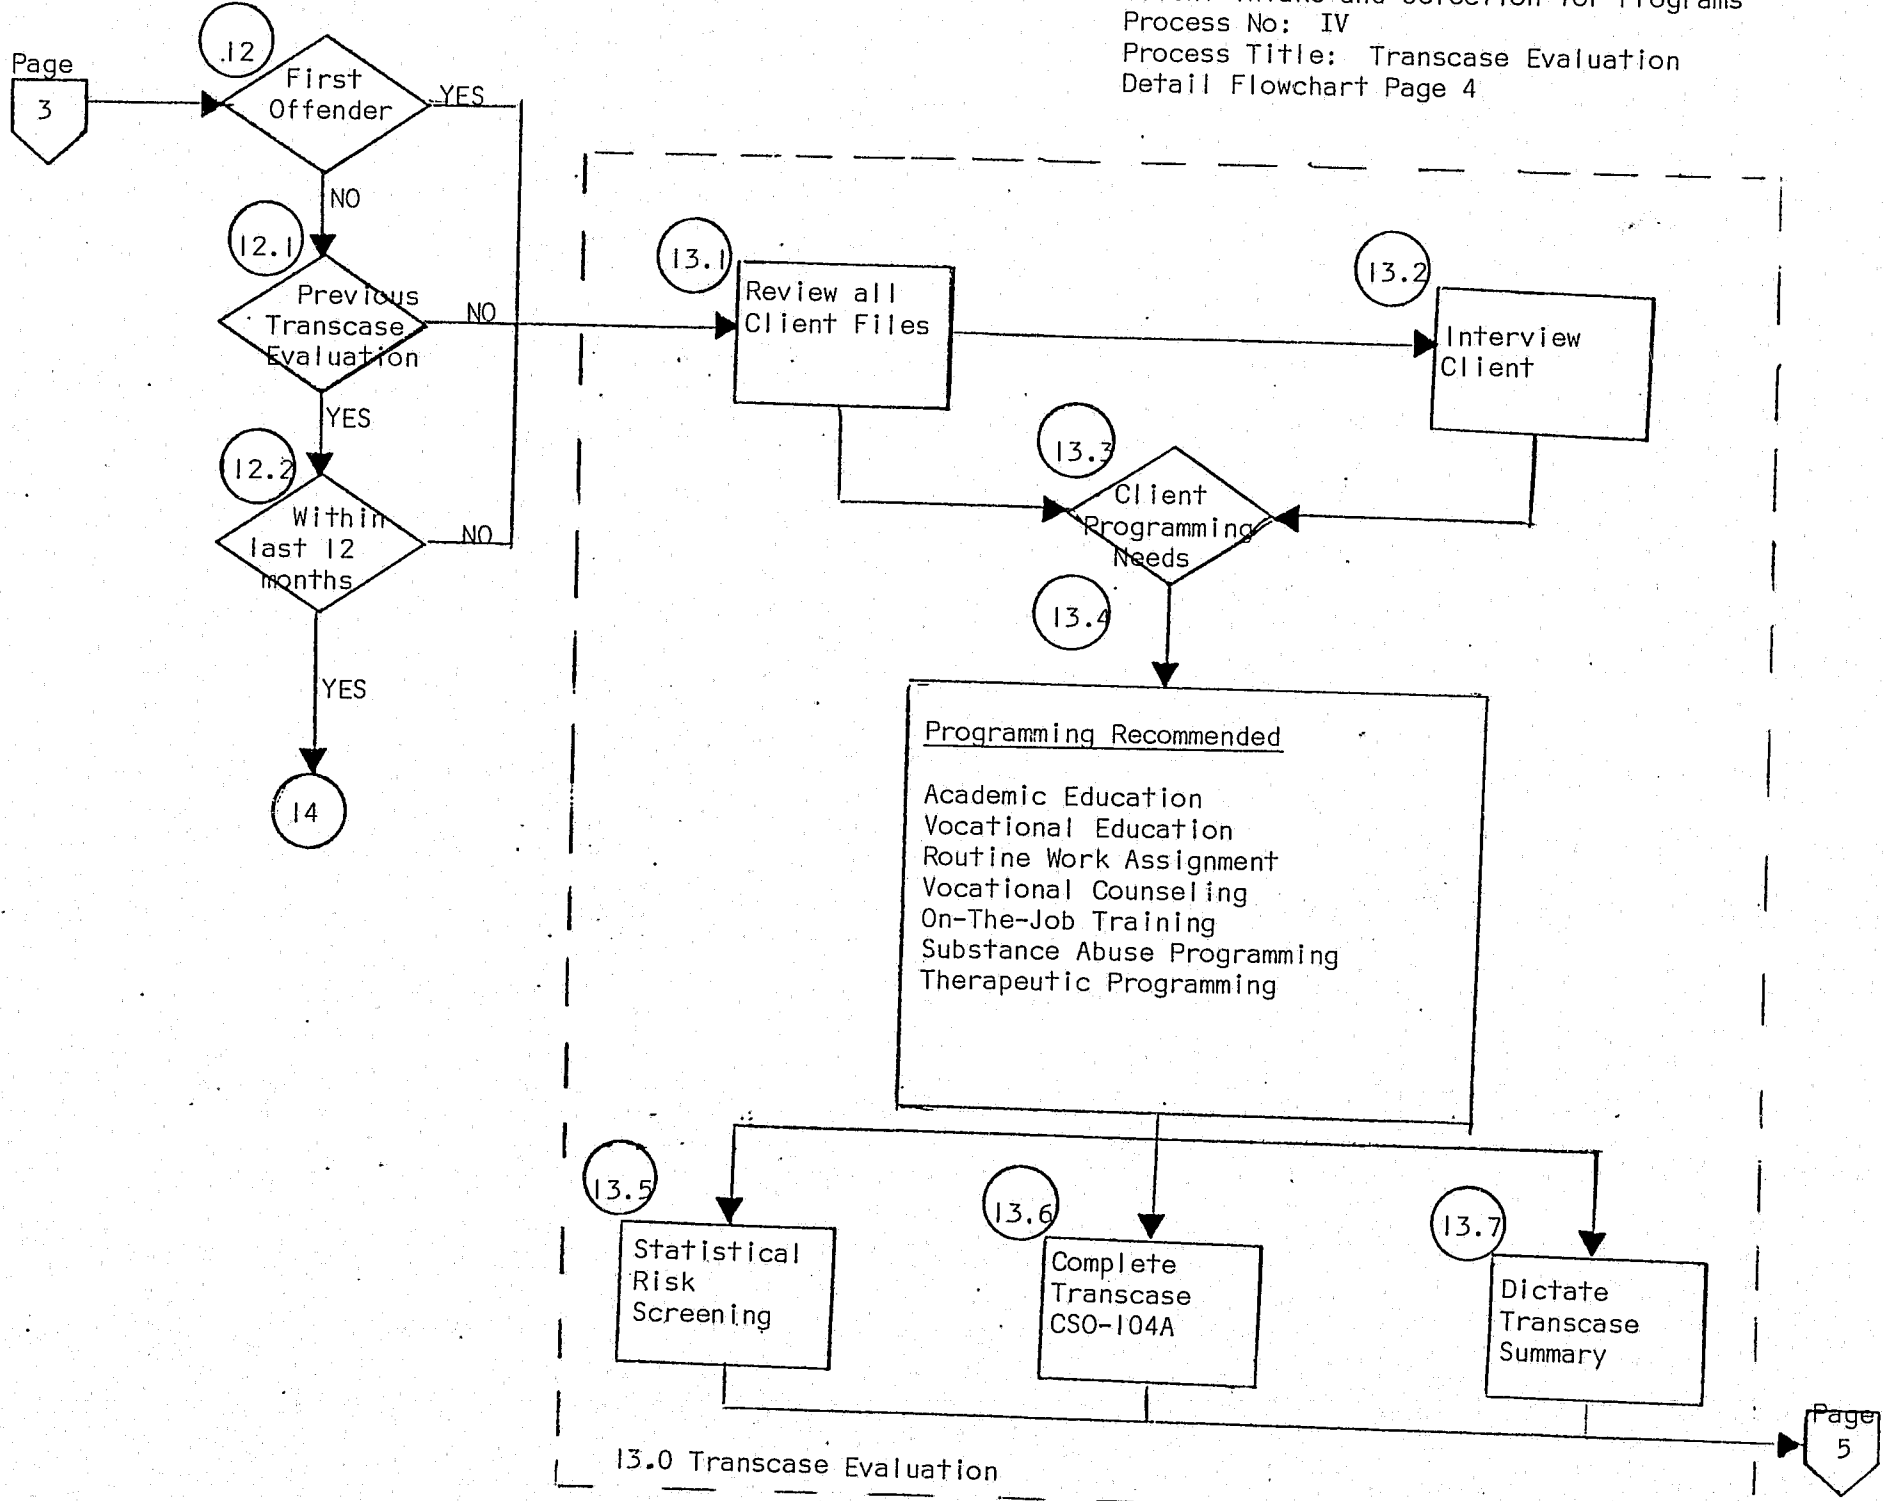 Process No: IV
Process Title: Transcase Evaluation
Detail Flowchart Page 4
Page
3
.12
First
Offender
YES
NO
12.1
Previous
Transcase
Evaluation
NO
YES
12.2
Within
last 12
months
NO
YES
14
13.1
Review all
Client Files
13.2
Interview
Client
13.3
Client
Programming
Needs
13.4
Programming Recommended
Academic Education
Vocational Education
Routine Work Assignment
Vocational Counseling
On-The-Job Training
Substance Abuse Programming
Therapeutic Programming
13.5
Statistical
Risk
Screening
13.6
Complete
Transcase
CSO-104A
13.7
Dictate
Transcase
Summary
13.0 Transcase Evaluation
Page
5